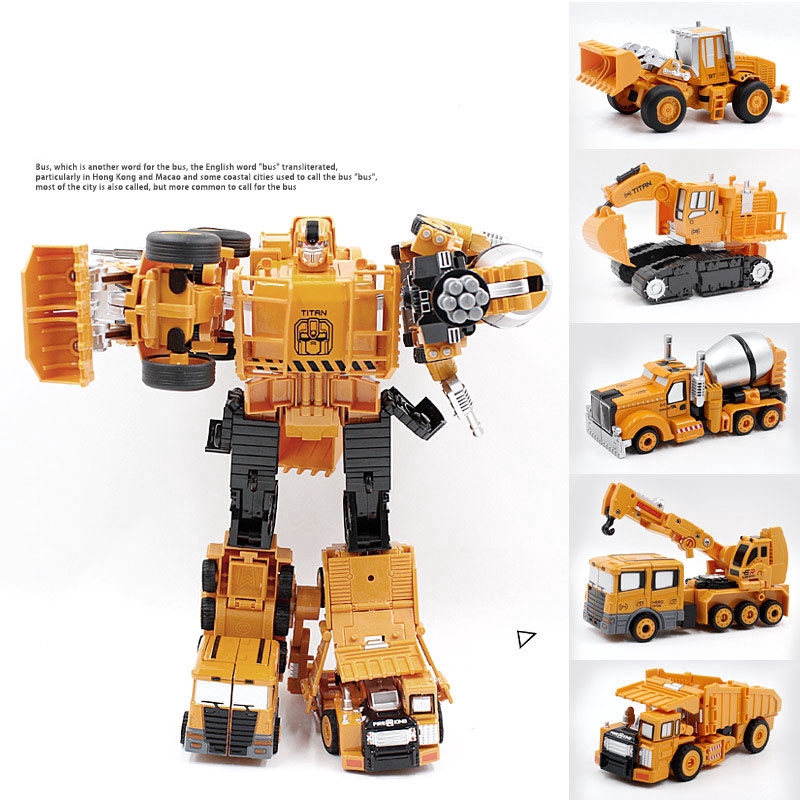 Bus, which is another word for the bus, the English word "bus" transliterated,
particularly in Hong Kong and Macao and some coastal cities used to call the bus "bus",
most of the city is also called, but more common to call for the bus
TITAN
TITAN